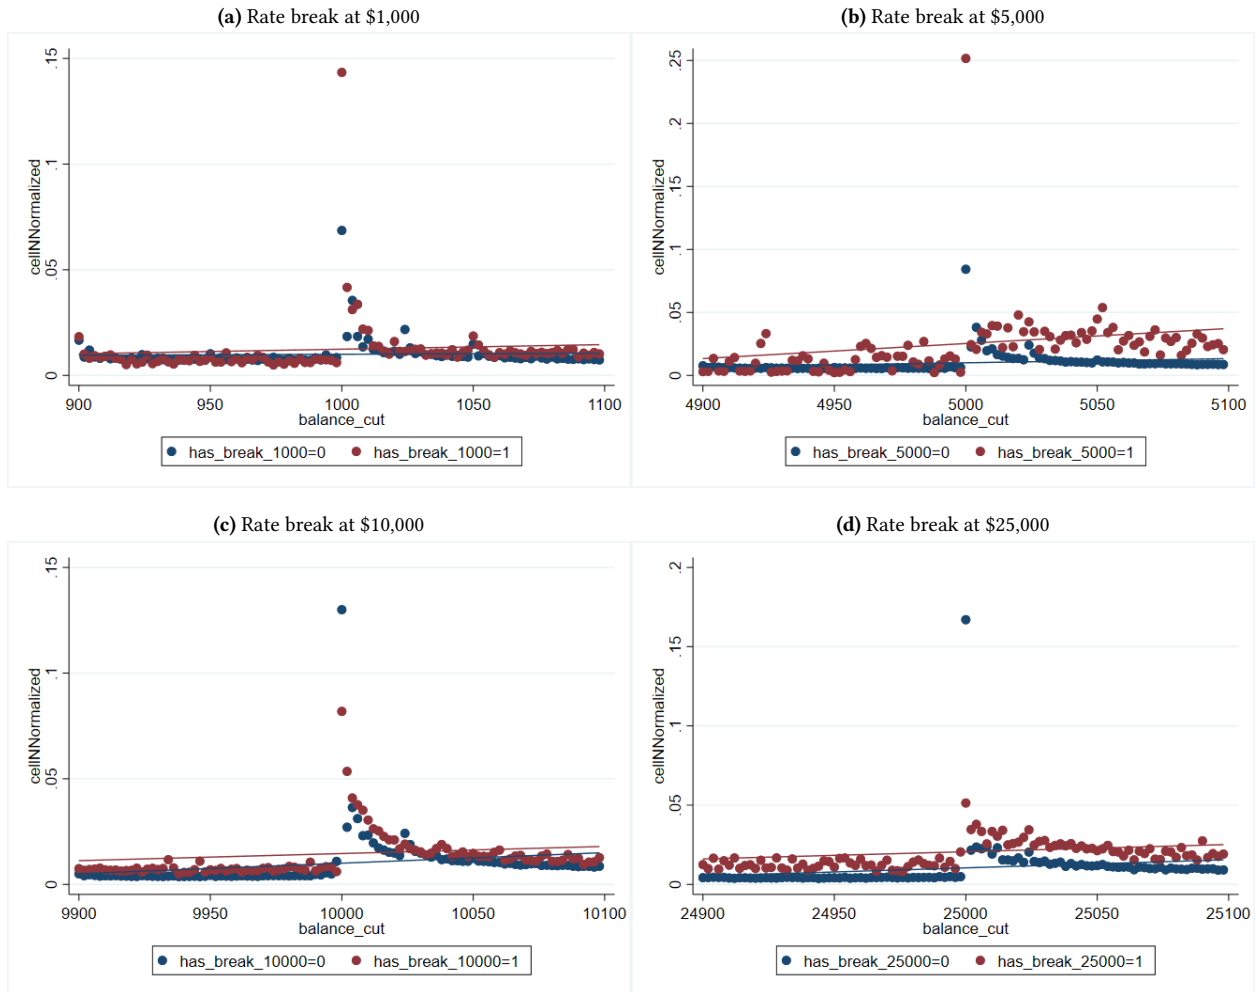 (a) Rate break at $1,000
cellNNormalized
.15
.1
.05
0
900 950 1000 1050 1100
balance_cut
has_break_1000=0 has_break_1000=1
(b) Rate break at $5,000
cellNNormalized
.25
.2
.15
.1
.05
0
4900 4950 5000 5050 5100
balance_cut
has_break_5000=0 has_break_5000=1
(c) Rate break at $10,000
cellNNormalized
.15
.1
.05
0
9900 9950 10000 10050 10100
balance_cut
has_break_10000=0 has_break_10000=1
(d) Rate break at $25,000
cellNNormalized
.2
.15
.1
.05
0
24900 24950 25000 25050 25100
balance_cut
has_break_25000=0 has_break_25000=1